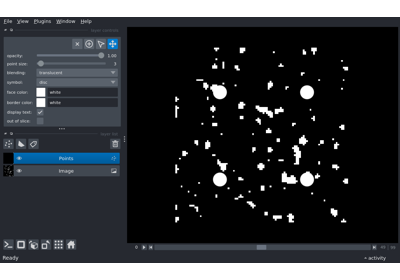 File View Plugins Window Help
opacity: 1.00
point size: 5
blending: translucent
symbol: disc
face color: white
border color: white
display text:
out of slice:
Points
Image
0
Ready
activity